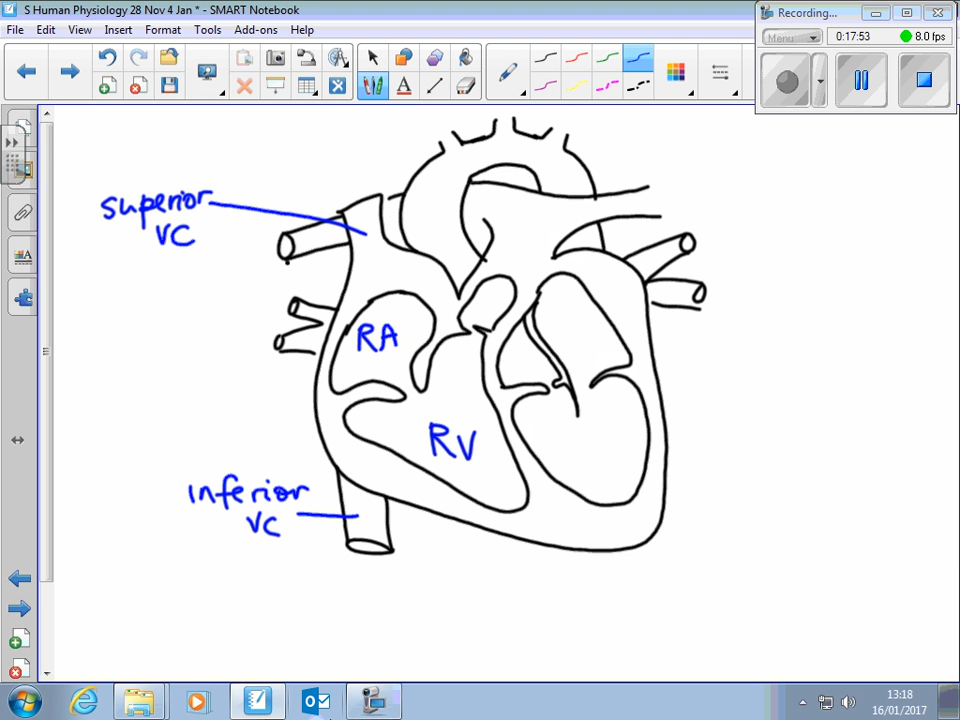 S Human Physiology 28 Nov 4 Jan * - SMART Notebook
Recording...
File Edit View Insert Format Tools Add-ons Help
Menu
0:17:53
8.0 fps
superior
VC
RA
RV
inferior
VC
13:18
16/01/2017